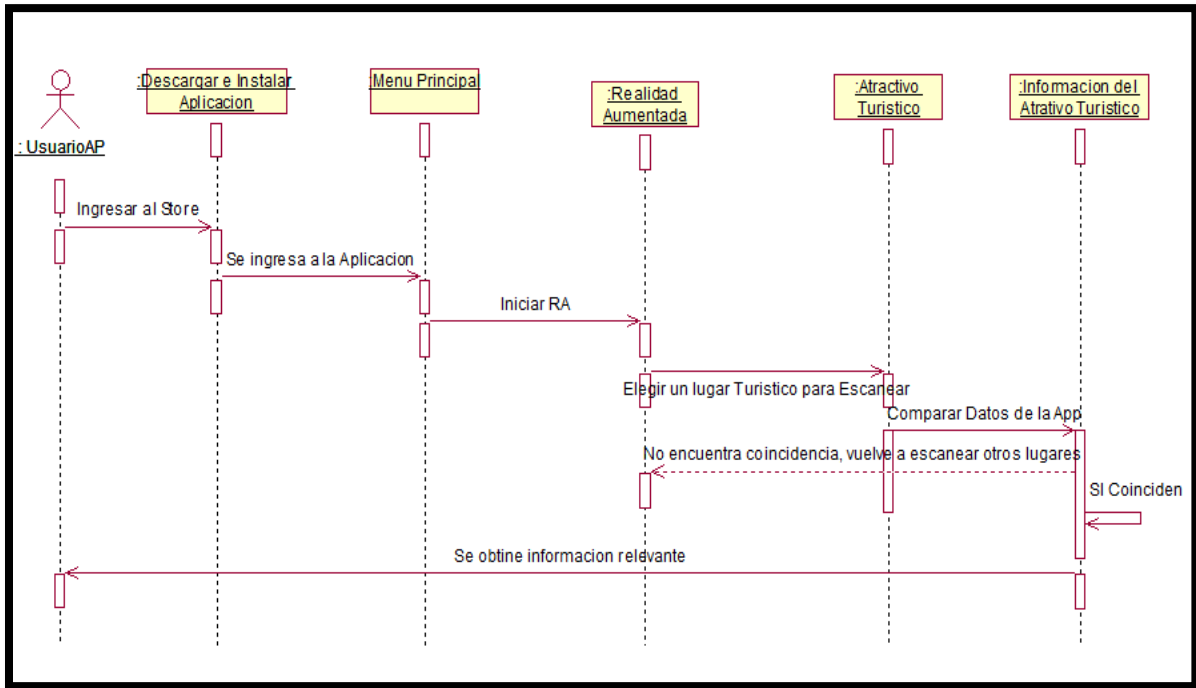 :Descargar e Instalar
Aplicacion
:Menu Principal
:Realidad
Aumentada
:Atractivo
Turistico
:Informacion del
Atrativo Turistico
: UsuarioAP
Ingresar al Store
Se ingresa a la Aplicacion
Iniciar RA
Elegir un lugar Turistico para Escanear
Comparar Datos de la App
No encuentra coincidencia, vuelve a escanear otros lugares
SI Coinciden
Se obtine informacion relevante